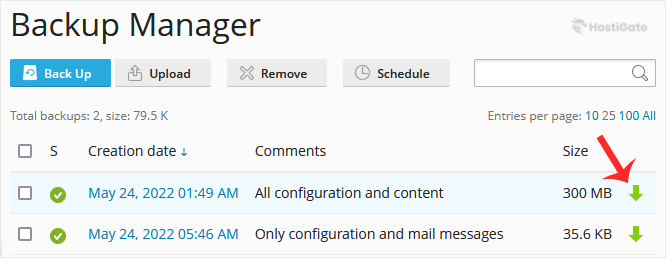 Backup Manager
HostiGate
Back Up Upload Remove Schedule
Total backups: 2, size: 79.5 K Entries per page: 10 25 100 All
S Creation date ↓ Comments Size
May 24, 2022 01:49 AM All configuration and content 300 MB
May 24, 2022 05:46 AM Only configuration and mail messages 35.6 KB